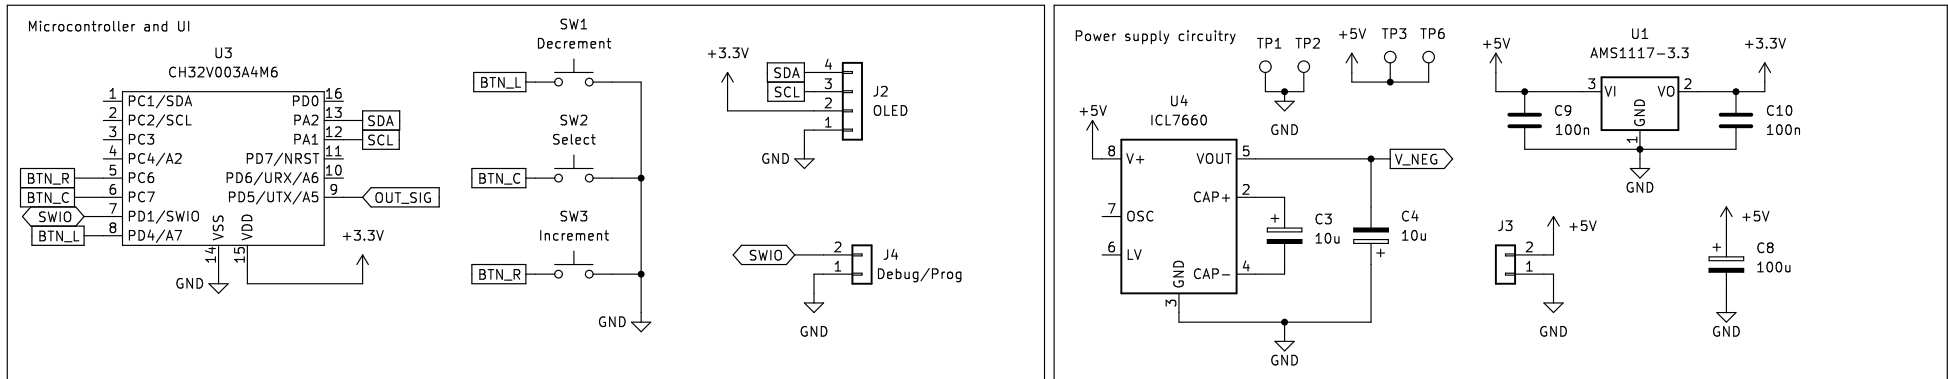 Microcontroller and UI
U3
CH32V003A4M6
1 PC1/SDA PD0 16
2 PC2/SCL PA2 13 SDA
3 PC3 PA1 12 SCL
4 PC4/A2 PD7/NRST 11
BTN_R 5 PC6 PD6/URX/A6 10
BTN_C 6 PC7 PD5/UTX/A5 9 OUT_SIG
SWIO 7 PD1/SWIO
BTN_L 8 PD4/A7
VSS VDD
14 15
+3.3V
GND
SW1
Decrement
BTN_L
SW2
Select
BTN_C
SW3
Increment
BTN_R
GND
+3.3V
SDA 4
SCL 3
2
1
J2
OLED
GND
SWIO 2
1
J4
Debug/Prog
GND
Power supply circuitry
TP1 TP2
GND
+5V TP3 TP6
U4
ICL7660
+5V
8 V+ VOUT 5 V_NEG
CAP+ 2
7 OSC
6 LV
CAP- 4
GND
3
+ C3
10u
C4
10u
+
GND
U1
AMS1117-3.3
+5V +3.3V
3 VI VO 2
GND
1
C9
100n
C10
100n
GND
J3
2
1
+5V
GND
+5V
+ C8
100u
GND